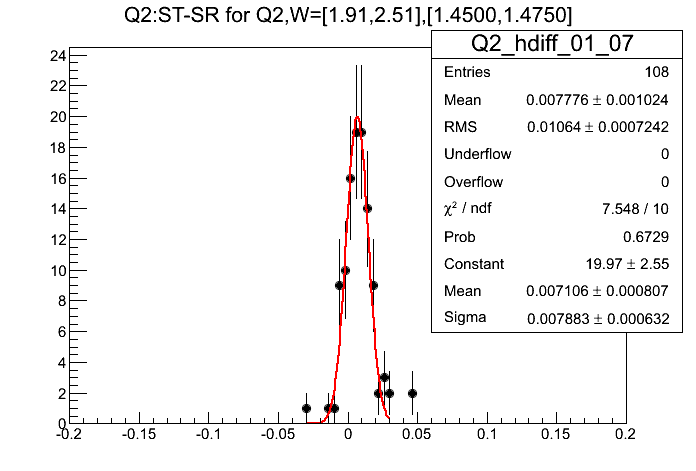 Q2:ST-SR for Q2,W=[1.91,2.51],[1.4500,1.4750]
Q2_hdiff_01_07
Entries 108
Mean 0.007776 ± 0.001024
RMS 0.01064 ± 0.0007242
Underflow 0
Overflow 0
χ² / ndf 7.548 / 10
Prob 0.6729
Constant 19.97 ± 2.55
Mean 0.007106 ± 0.000807
Sigma 0.007883 ± 0.000632
24
22
20
18
16
14
12
10
8
6
4
2
0
-0.2 -0.15 -0.1 -0.05 0 0.05 0.1 0.15 0.2